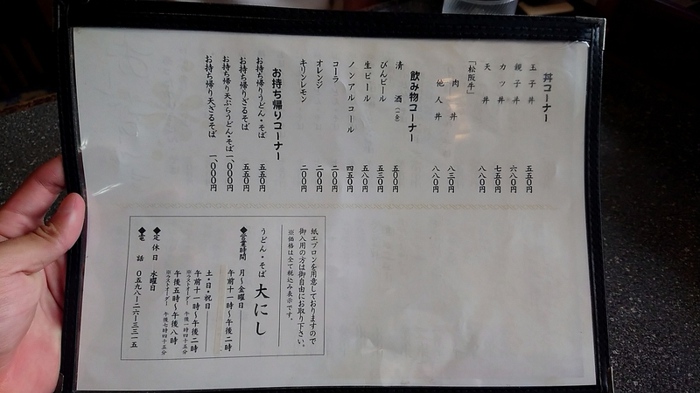 丼コーナー
玉子丼 五五〇円
親子丼 六八〇円
カツ丼 七五〇円
天丼 八八〇円
「松阪牛」
肉丼 八三〇円
他人丼 八八〇円
飲み物コーナー
清酒(一合) 五〇〇円
びんビール 五三〇円
生ビール 五八〇円
ノンアルコール 四五〇円
コーラ 二〇〇円
オレンジ 二〇〇円
キリンレモン 二〇〇円
お持ち帰りコーナー
お持ち帰りうどん・そば 五五〇円
お持ち帰りざるそば 五五〇円
お持ち帰り天ぷらうどん・そば 一、〇〇〇円
お持ち帰り天ざるそば 一、〇〇〇円
紙エプロンを用意しておりますので
御入用の方は御自由にお取り下さい。
※価格は全て税込み表示です。
うどん・そば 大にし
◆営業時間
月～金曜日
午前十一時～午後二時
土・日・祝日
午前十一時～午後二時
※ラストオーダー 午後一時四十五分
午後五時～午後八時
※ラストオーダー 午後七時四十五分
◆定休日 水曜日
◆電話 〇五九八-二六-三三一五